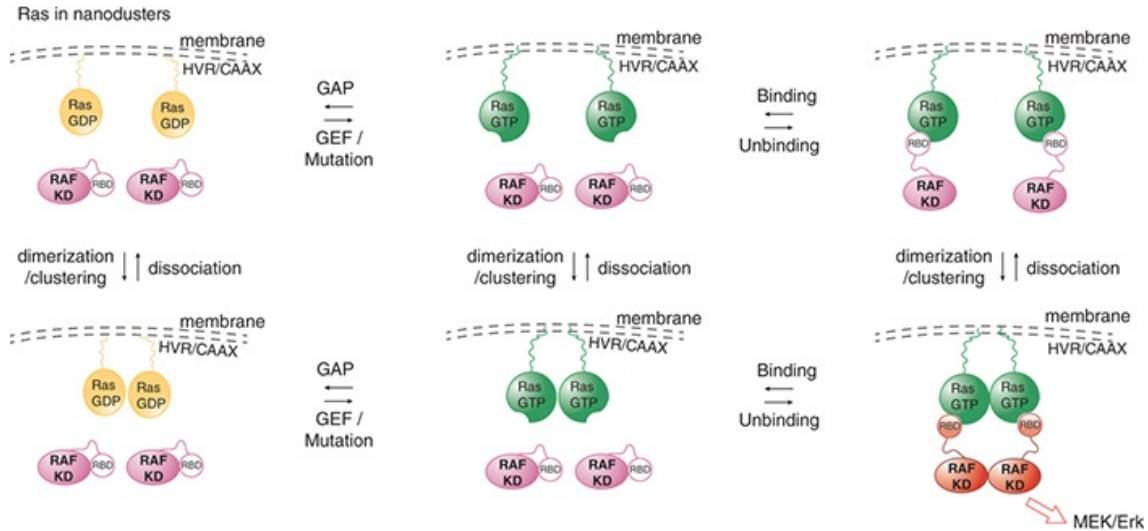 Ras in nanodusters
membrane
HVR/CAAX
Ras
GDP
Ras
GDP
RAF
KD
RBD
RAF
KD
RBD
GAP
GEF /
Mutation
membrane
HVR/CAAX
Ras
GTP
Ras
GTP
RAF
KD
RBD
RAF
KD
RBD
Binding
Unbinding
membrane
HVR/CAAX
Ras
GTP
Ras
GTP
RBD
RBD
RAF
KD
RAF
KD
dimerization
/clustering
dissociation
dimerization
/clustering
dissociation
dimerization
/clustering
dissociation
membrane
HVR/CAAX
Ras
GDP
Ras
GDP
RAF
KD
RBD
RAF
KD
RBD
GAP
GEF /
Mutation
membrane
HVR/CAAX
Ras
GTP
Ras
GTP
RAF
KD
RBD
RAF
KD
RBD
Binding
Unbinding
membrane
HVR/CAAX
Ras
GTP
Ras
GTP
RBD
RBD
RAF
KD
RAF
KD
MEK/Erk